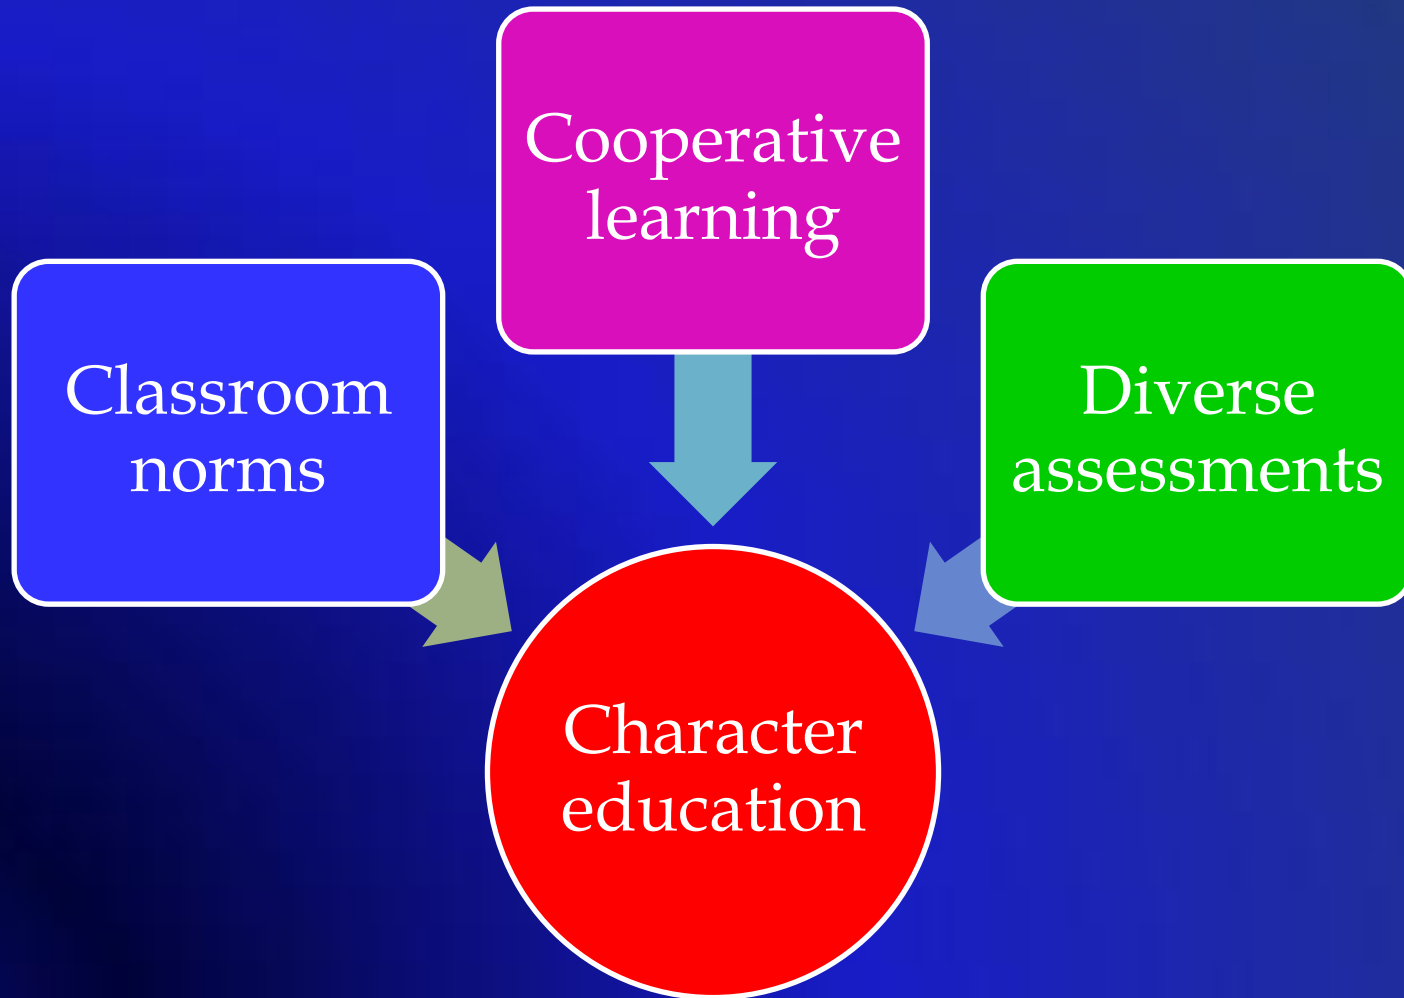 Cooperative
learning
Classroom
norms
Diverse
assessments
Character
education